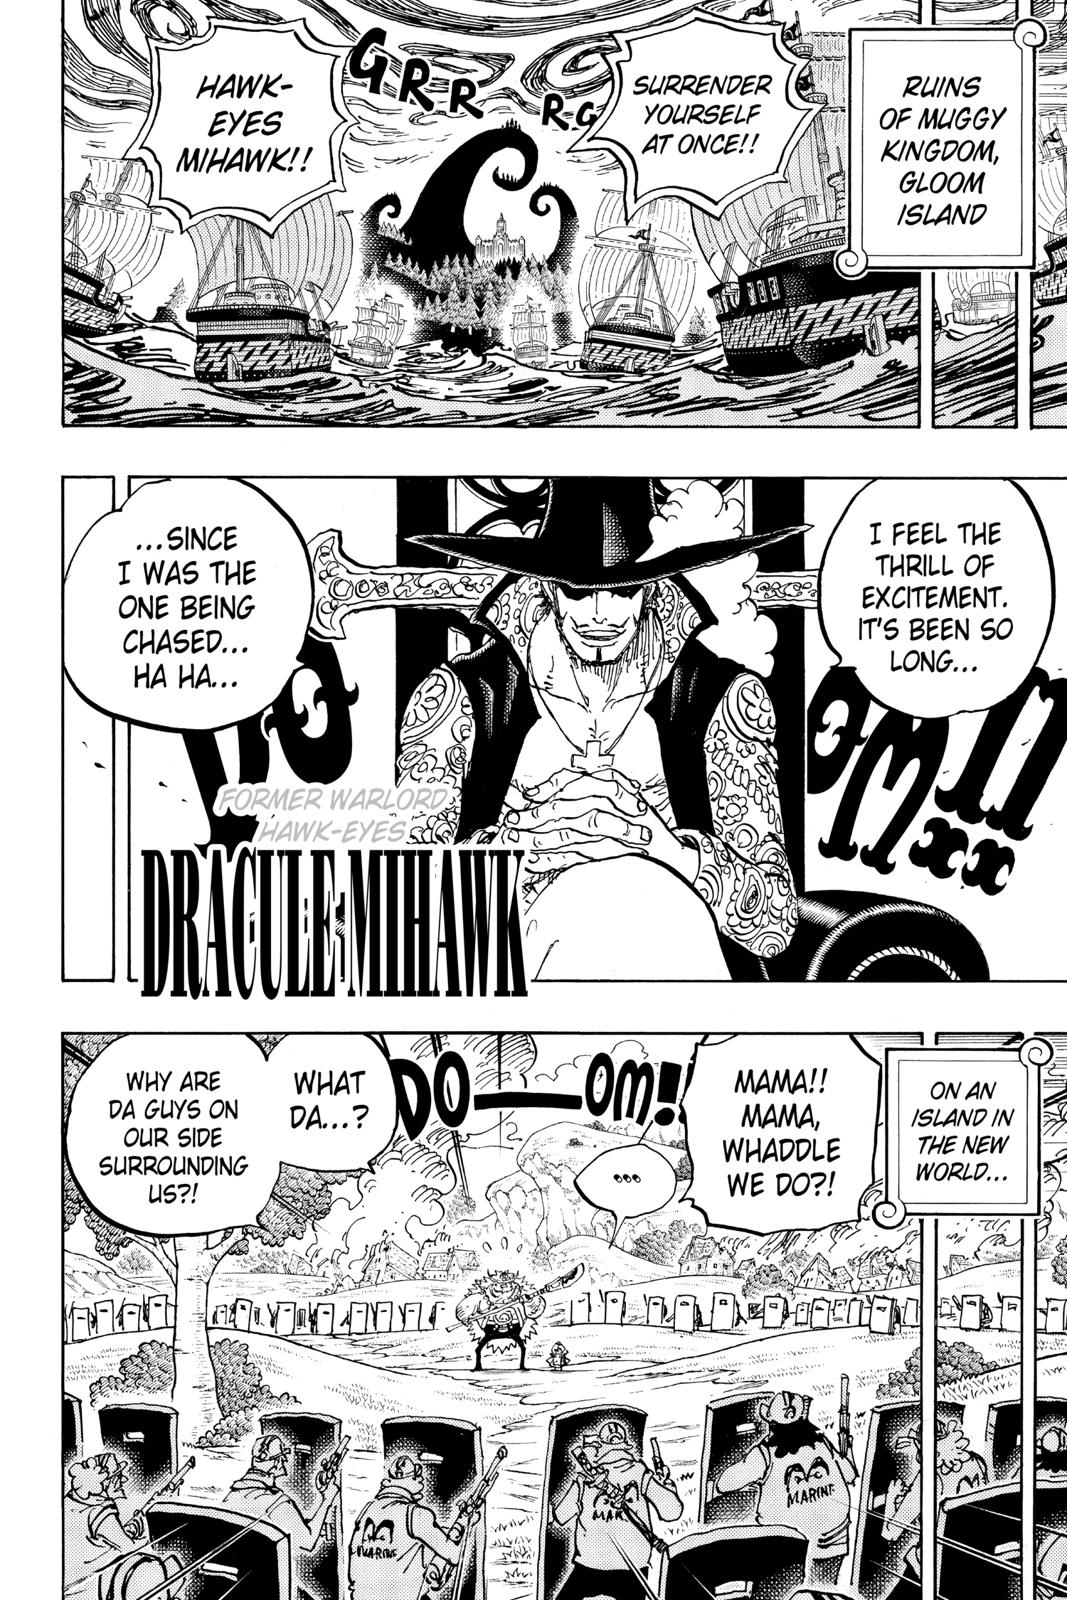 RUINS
OF MUGGY
KINGDOM,
GLOOM
ISLAND
SURRENDER
YOURSELF
AT ONCE!!
GRR
R.G
HAWK-
EYES
MIHAWK!!
I FEEL THE
THRILL OF
EXCITEMENT.
IT'S BEEN SO
LONG...
...SINCE
I WAS THE
ONE BEING
CHASED...
HA HA...
FORMER WARLORD
HAWK-EYES
DRACULE MIHAWK
ON AN
ISLAND IN
THE NEW
WORLD...
MAMA!!
MAMA,
WHADDLE
WE DO?!
...
DO—OM!!
WHAT
DA...?
WHY ARE
DA GUYS ON
OUR SIDE
SURROUNDING
US?!
MARINE
MARINE